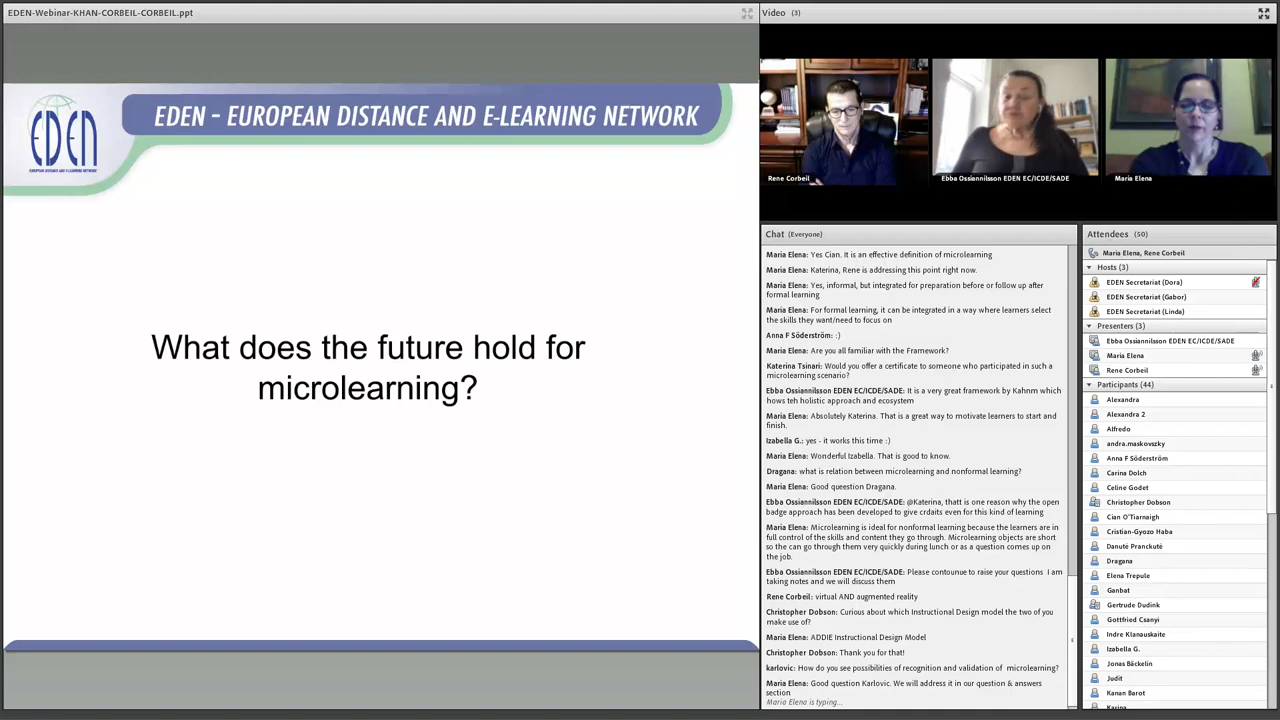 EDEN-Webinar-KHAN-CORBEIL-CORBEIL.ppt
EDEN
EUROPEAN DISTANCE AND E-LEARNING NETWORK
EDEN – EUROPEAN DISTANCE AND E-LEARNING NETWORK
What does the future hold for
microlearning?
Video (3)
Rene Corbeil
Ebba Ossiannilsson EDEN EC/ICDE/SADE
Maria Elena
Chat (Everyone)
Maria Elena: Yes Cian. It is an effective definition of microlearning
Maria Elena: Katerina, Rene is addressing this point right now.
Maria Elena: Yes, informal, but integrated for preparation before or follow up after
formal learning
Maria Elena: For formal learning, it can be integrated in a way where learners select
the skills they want/need to focus on
Anna F Söderström: :)
Maria Elena: Are you all familiar with the Framework?
Katerina Tsinari: Would you offer a certificate to someone who participated in such a
microlearning scenario?
Ebba Ossiannilsson EDEN EC/ICDE/SADE: It is a very great framework by Kahnm which
hows teh holistic approach and ecosystem
Maria Elena: Absolutely Katerina. That is a great way to motivate learners to start and
finish.
Izabella G.: yes - it works this time :)
Maria Elena: Wonderful Izabella. That is good to know.
Dragana: what is relation between microlearning and nonformal learning?
Maria Elena: Good queestion Dragana.
Ebba Ossiannilsson EDEN EC/ICDE/SADE: @Katerina, thatt is one reason why the open
badge approach has been developed to give crdaits even for this kind of learning
Maria Elena: Microlearning is ideal for nonformal learning because the learners are in
full control of the skills and content they go through. Microlearning objects are short
so the can go through them very quickly during lunch or as a question comes up on
the job.
Ebba Ossiannilsson EDEN EC/ICDE/SADE: Please contounue to raise your questions I am
taking notes and we will discuss them
Rene Corbeil: virtual AND augmented reality
Christopher Dobson: Curious about which Instructional Design model the two of you
make use of?
Maria Elena: ADDIE Instructional Design Model
Christopher Dobson: Thank you for that!
karlovic: How do you see possibilities of recognition and validation of microlearning?
Maria Elena: Good question Karlovic. We will address it in our question & answers
section
Maria Elena is typing...
Attendees (50)
Maria Elena, Rene Corbeil
Hosts (3)
EDEN Secretariat (Dora)
EDEN Secretariat (Gabor)
EDEN Secretariat (Linda)
Presenters (3)
Ebba Ossiannilsson EDEN EC/ICDE/SADE
Maria Elena
Rene Corbeil
Participants (44)
Alexandra
Alexandra 2
Alfredo
andra.maskovszky
Anna F Söderström
Carina Dolch
Celine Godet
Christopher Dobson
Cian O'Tiarnaigh
Cristian-Gyozo Haba
Danutė Pranckutė
Dragana
Elena Trepule
Ganbat
Gertrude Dudink
Gottfried Csanyi
Indre Klanauskaite
Izabella G.
Jonas Bäckelin
Judit
Kanan Barot
Karina